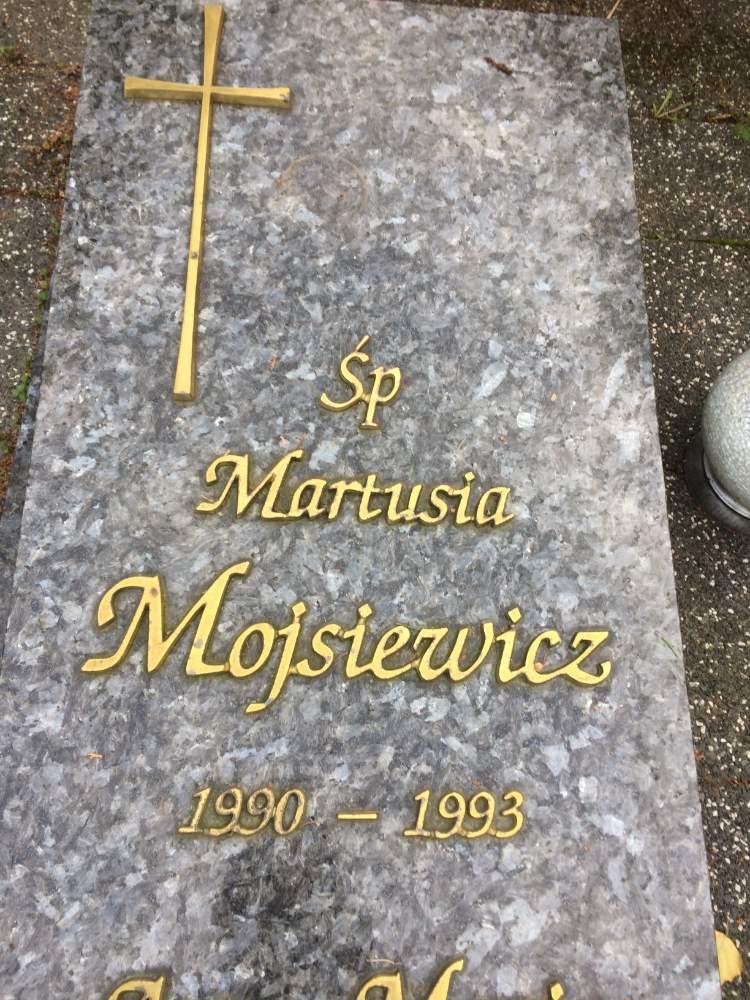 Śp
Martusia
Mojsiewicz
1990 – 1993